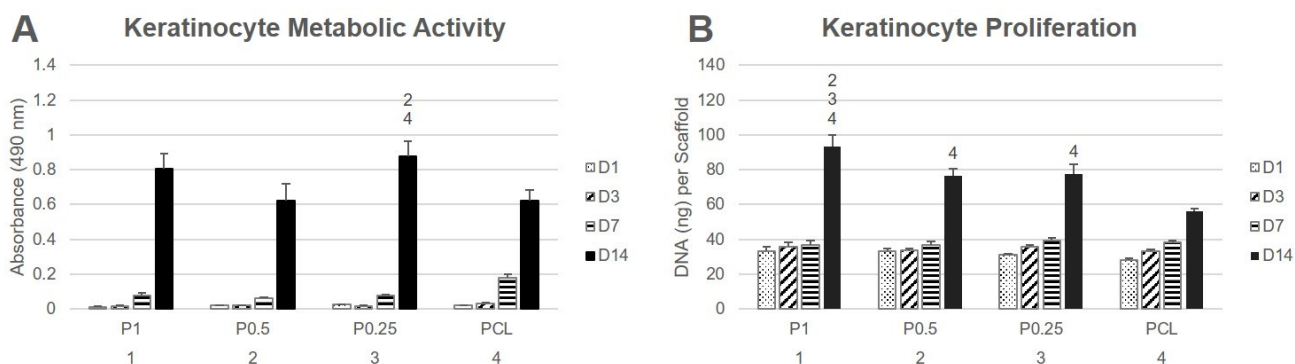 A Keratinocyte Metabolic Activity
Absorbance (490 nm)
1.4
1.2
1
0.8
0.6
0.4
0.2
0
2
4
P1 P0.5 P0.25 PCL
1 2 3 4
D1
D3
D7
D14
B Keratinocyte Proliferation
DNA (ng) per Scaffold
140
120
100
80
60
40
20
0
2
3
4
4
4
P1 P0.5 P0.25 PCL
1 2 3 4
D1
D3
D7
D14